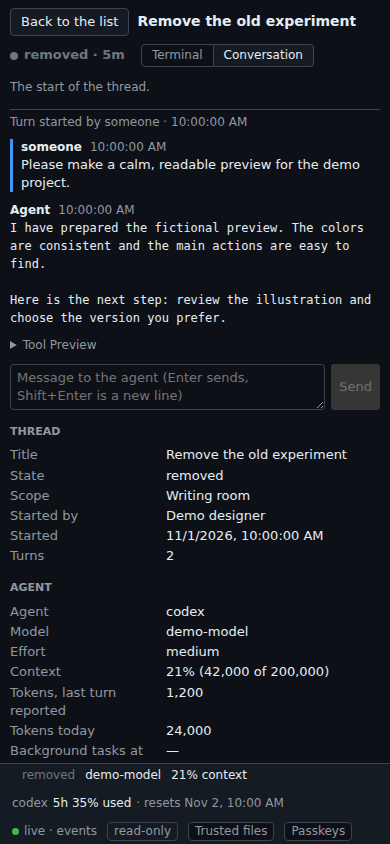 Back to the list Remove the old experiment
removed · 5m Terminal Conversation
The start of the thread.
Turn started by someone · 10:00:00 AM
someone 10:00:00 AM
Please make a calm, readable preview for the demo
project.
Agent 10:00:00 AM
I have prepared the fictional preview. The colors
are consistent and the main actions are easy to
find.
Here is the next step: review the illustration and
choose the version you prefer.
Tool Preview
Message to the agent (Enter sends,
Shift+Enter is a new line)
Send
THREAD
Title Remove the old experiment
State removed
Scope Writing room
Started by Demo designer
Started 11/1/2026, 10:00:00 AM
Turns 2
AGENT
Agent codex
Model demo-model
Effort medium
Context 21% (42,000 of 200,000)
Tokens, last turn 1,200
reported
Tokens today 24,000
Background tasks at —
removed demo-model 21% context
codex 5h 35% used · resets Nov 2, 10:00 AM
live · events read-only Trusted files Passkeys